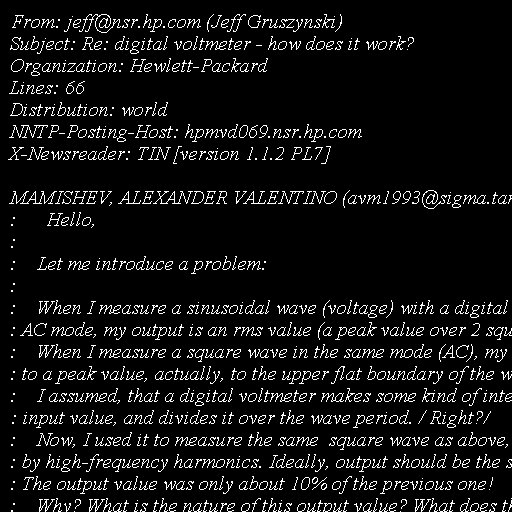 From: jeff@nsr.hp.com (Jeff Gruszynski)
Subject: Re: digital voltmeter - how does it work?
Organization: Hewlett-Packard
Lines: 66
Distribution: world
NNTP-Posting-Host: hpmvd069.nsr.hp.com
X-Newsreader: TIN [version 1.1.2 PL7]

MAMISHEV, ALEXANDER VALENTINO (avm1993@sigma.tam
:      Hello,
:
:    Let me introduce a problem:
:
:    When I measure a sinusoidal wave (voltage) with a digital
: AC mode, my output is an rms value (a peak value over 2 squ
:    When I measure a square wave in the same mode (AC), my
: to a peak value, actually, to the upper flat boundary of the w
:    I assumed, that a digital voltmeter makes some kind of inte
: input value, and divides it over the wave period. / Right?/
:    Now, I used it to measure the same  square wave as above,
: by high-frequency harmonics. Ideally, output should be the s
: The output value was only about 10% of the previous one!
:    Why? What is the nature of this output value? What does th